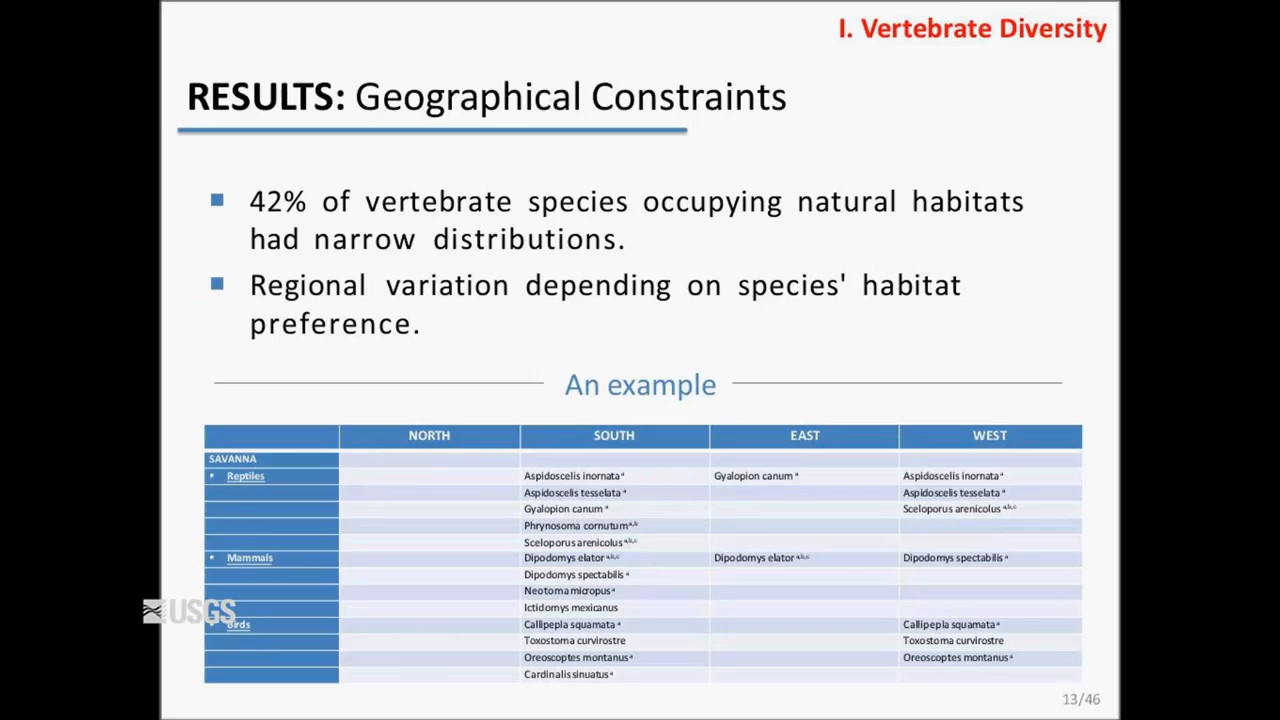 I. Vertebrate Diversity
RESULTS: Geographical Constraints
42% of vertebrate species occupying natural habitats
had narrow distributions.
Regional variation depending on species' habitat
preference.
An example
NORTH SOUTH EAST WEST
SAVANNA
Reptiles Aspidoscelis inornata a Gyalopion canum a Aspidoscelis inornata a
Aspidoscelis tesselata a Aspidoscelis tesselata a
Gyalopion canum a Sceloporus arenicolus a,b,c
Phrynosoma cornutum a,b
Sceloporus arenicolus a,b,c
Mammals Dipodomys elator a,b,c Dipodomys elator a,b,c Dipodomys spectabilis a
Dipodomys spectabilis a
Neotoma micropus a
Ictidomys mexicanus
USGS
Birds Callipepla squamata a Callipepla squamata a
Toxostoma curvirostre Toxostoma curvirostre
Oreoscoptes montanus a Oreoscoptes montanus a
Cardinalis sinuatus a
13/46